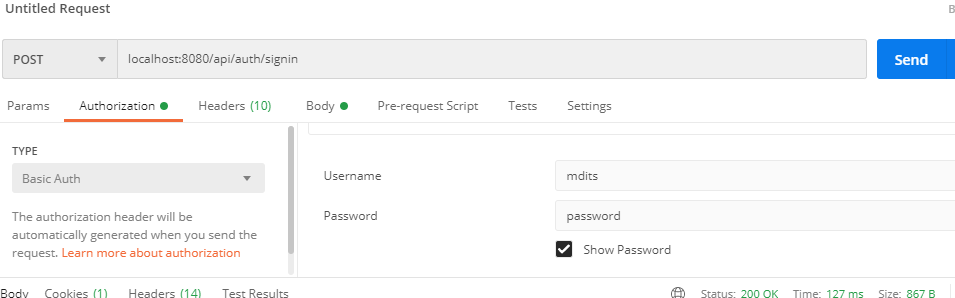 Untitled Request
B
POST localhost:8080/api/auth/signin Send
Params Authorization Headers (10) Body Pre-request Script Tests Settings
TYPE
Basic Auth
The authorization header will be
automatically generated when you send the
request. Learn more about authorization
Username mdits
Password password
Show Password
Body Cookies (1) Headers (14) Test Results Status: 200 OK Time: 127 ms Size: 867 B